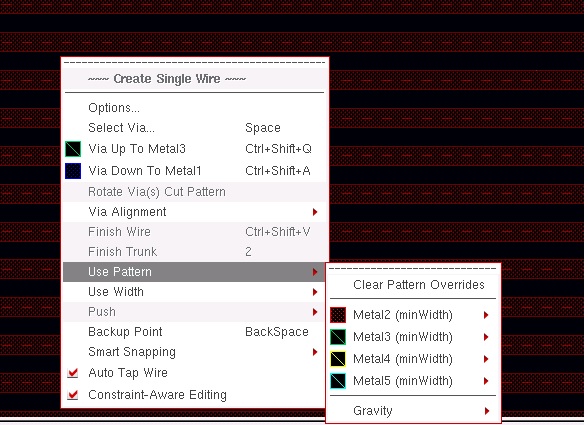 ~~~ Create Single Wire ~~~
Options...
Select Via... Space
Via Up To Metal3 Ctrl+Shift+Q
Via Down To Metal1 Ctrl+Shift+A
Rotate Via(s) Cut Pattern
Via Alignment
Finish Wire Ctrl+Shift+V
Finish Trunk 2
Use Pattern
Use Width
Push
Backup Point BackSpace
Smart Snapping
Auto Tap Wire
Constraint-Aware Editing
Clear Pattern Overrides
Metal2 (minWidth)
Metal3 (minWidth)
Metal4 (minWidth)
Metal5 (minWidth)
Gravity